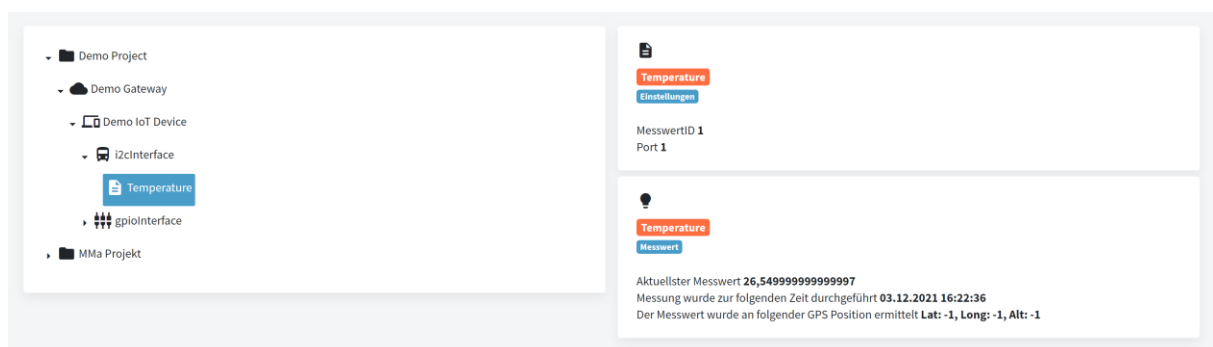 Demo Project
Demo Gateway
Demo IoT Device
i2cInterface
Temperature
gpioInterface
MMa Projekt
Temperature
Einstellungen
MesswertID 1
Port 1
Temperature
Messwert
Aktuellster Messwert 26,549999999999997
Messung wurde zur folgenden Zeit durchgeführt 03.12.2021 16:22:36
Der Messwert wurde an folgender GPS Position ermittelt Lat: -1, Long: -1, Alt: -1